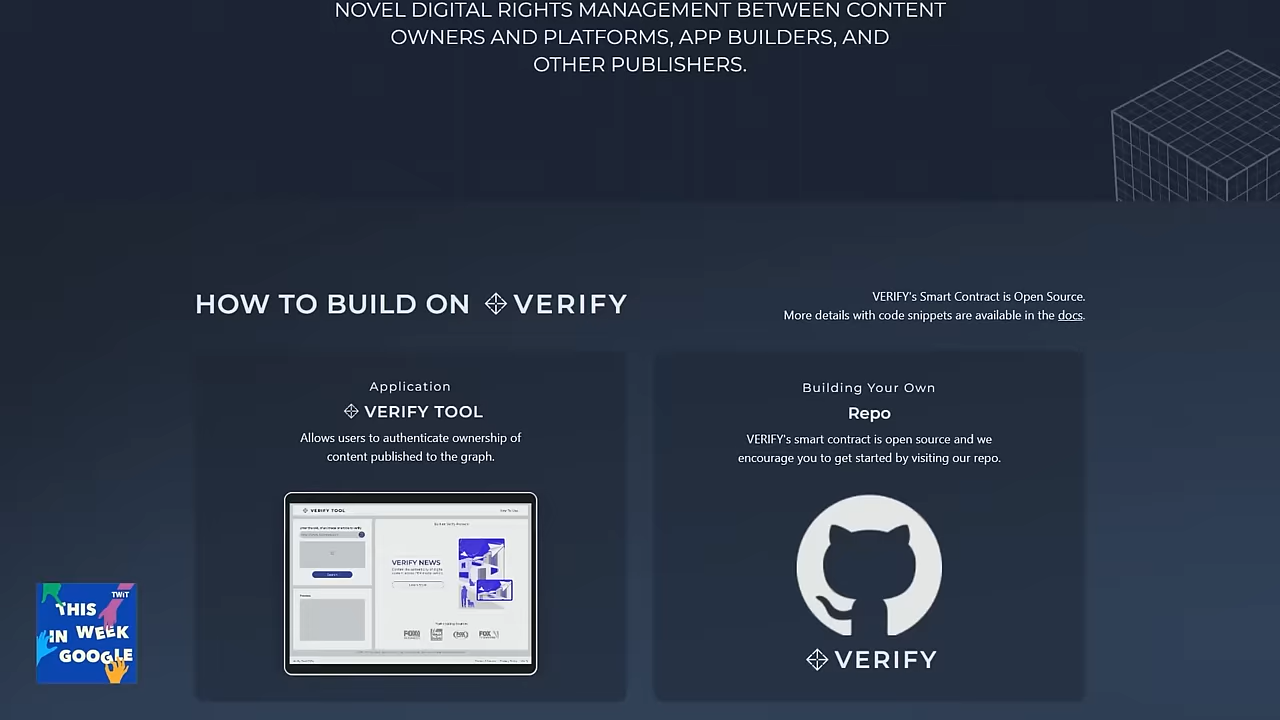 NOVEL DIGITAL RIGHTS MANAGEMENT BETWEEN CONTENT
OWNERS AND PLATFORMS, APP BUILDERS, AND
OTHER PUBLISHERS.
HOW TO BUILD ON VERIFY
VERIFY's Smart Contract is Open Source.
More details with code snippets are available in the docs.
Application
VERIFY TOOL
Allows users to authenticate ownership of
content published to the graph.
VERIFY TOOL
VERIFY NEWS
Building Your Own
Repo
VERIFY's smart contract is open source and we
encourage you to get started by visiting our repo.
VERIFY
TWiT
THIS
IN WEEK
GOOGLE